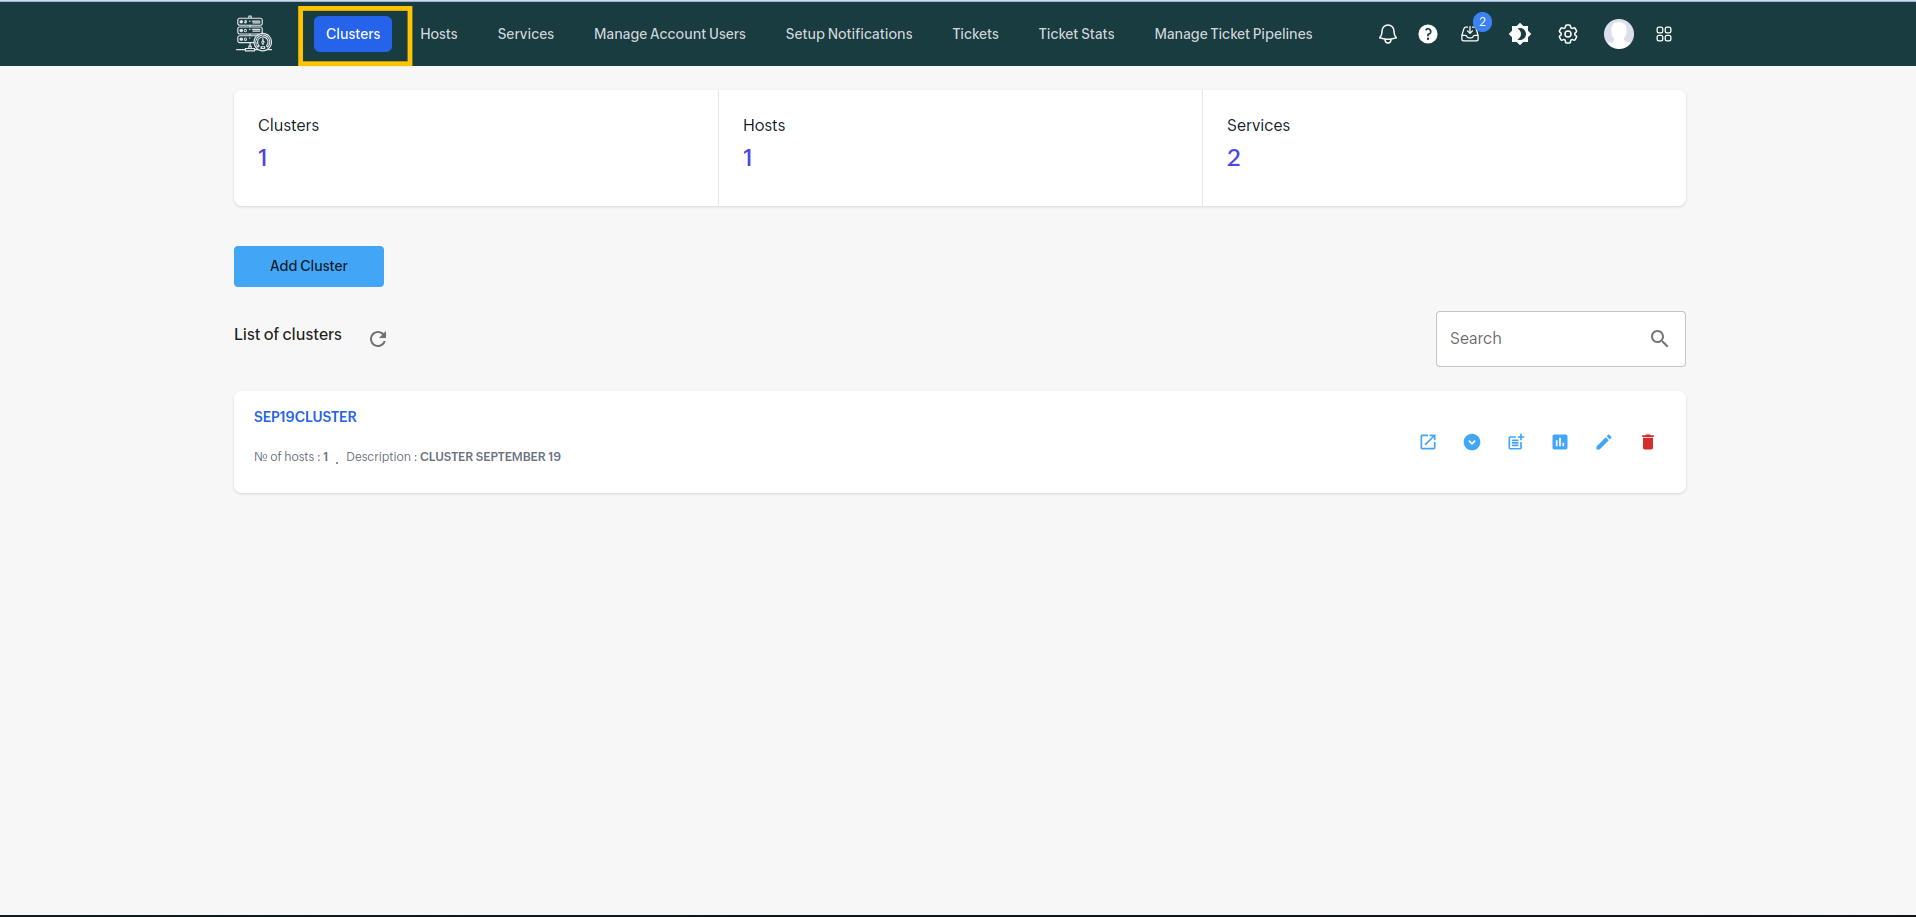 Clusters Hosts Services Manage Account Users Setup Notifications Tickets Ticket Stats Manage Ticket Pipelines ? 2
Clusters Hosts Services
1 1 2
Add Cluster
List of clusters Search
SEP19CLUSTER
№ of hosts : 1 . Description : CLUSTER SEPTEMBER 19